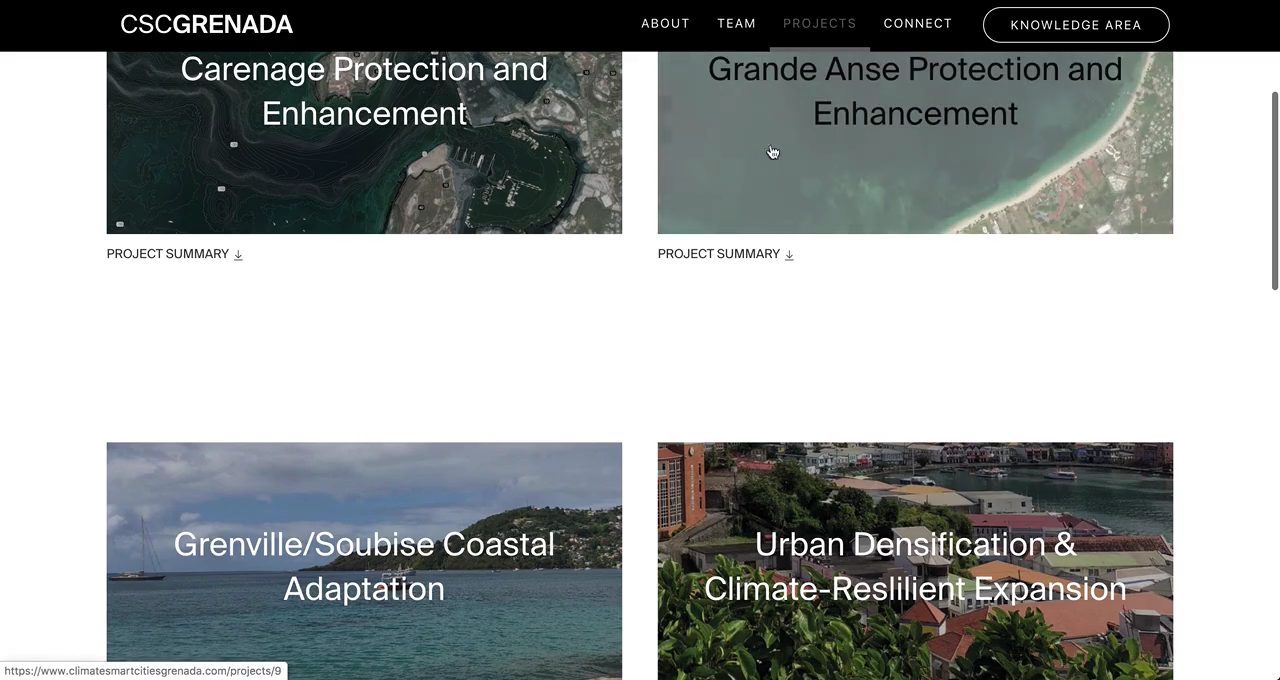 CSCGRENADA
ABOUT TEAM PROJECTS CONNECT KNOWLEDGE AREA
Carenage Protection and
Enhancement
Grande Anse Protection and
Enhancement
PROJECT SUMMARY
PROJECT SUMMARY
Grenville/Soubise Coastal
Adaptation
Urban Densification &
Climate-Reslilient Expansion
https://www.climatesmartcitiesgrenada.com/projects/9